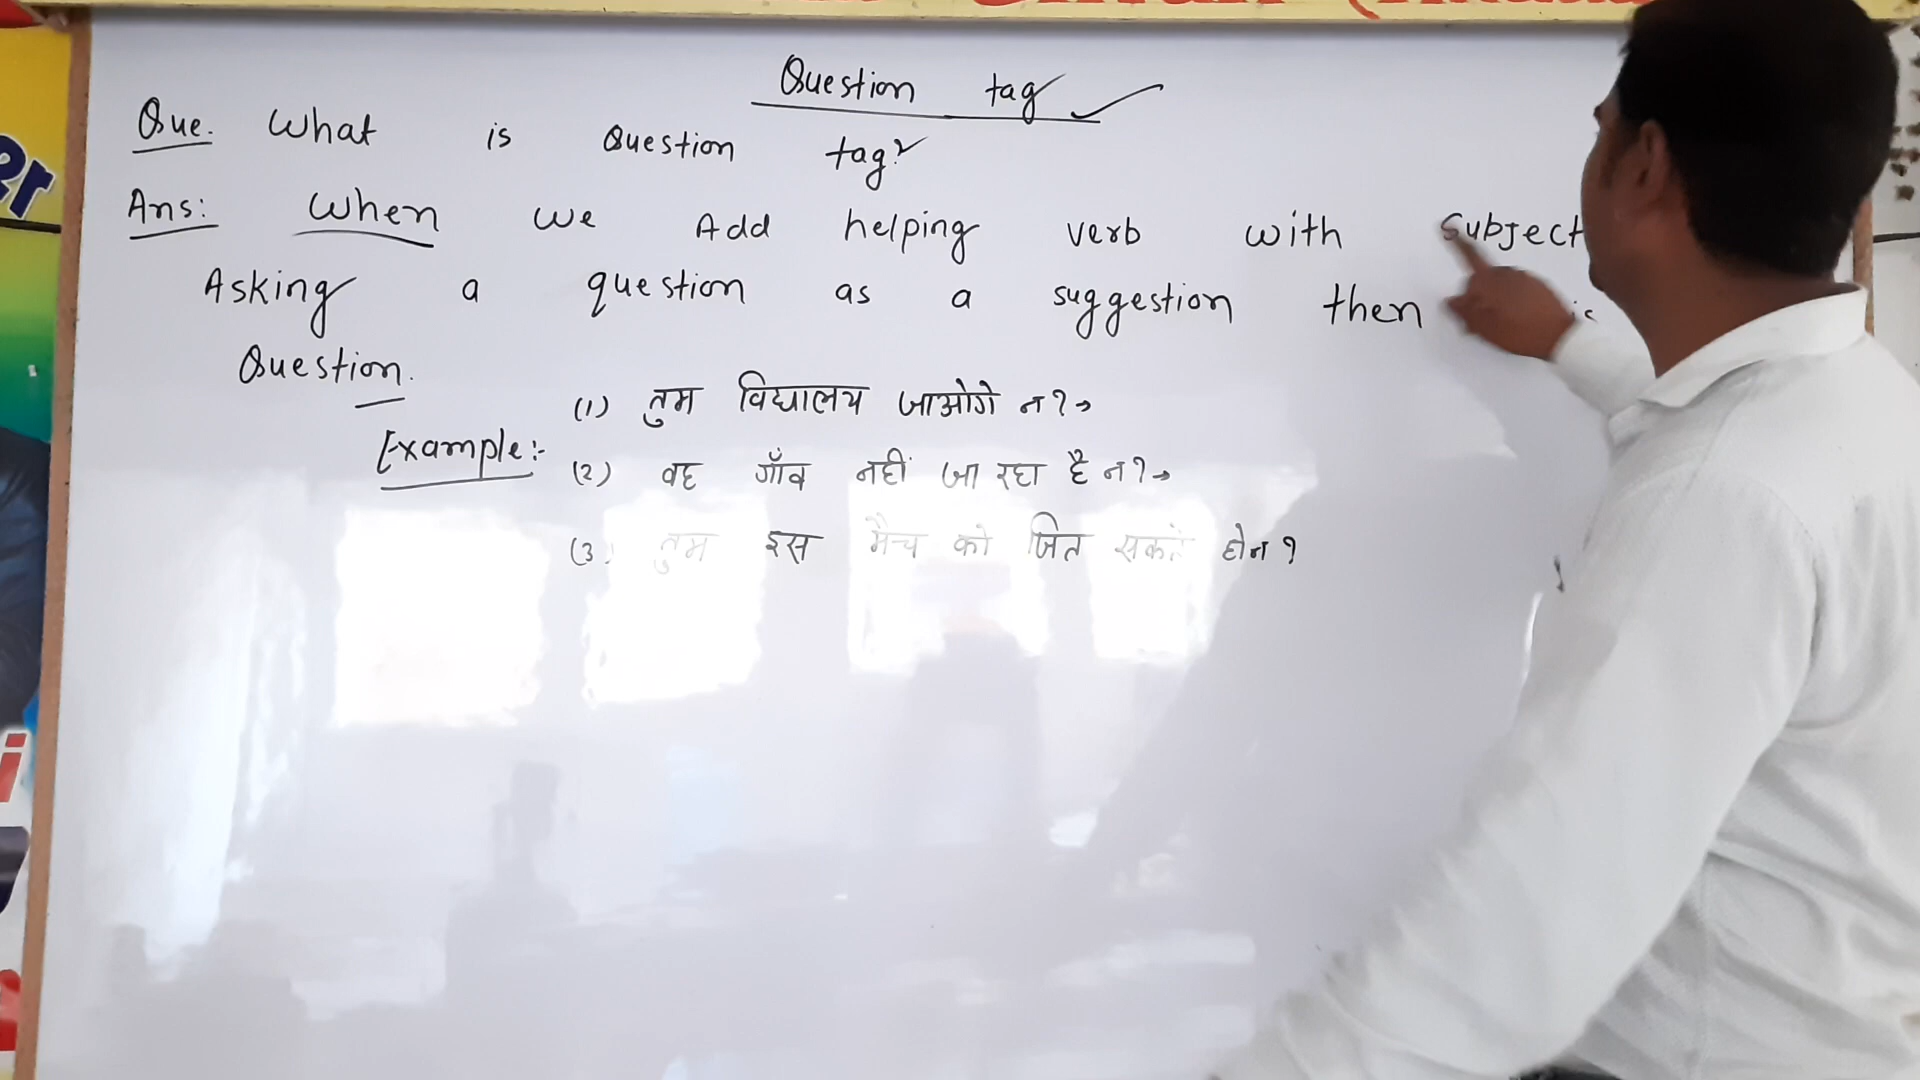 Question tag
Que. What is Question tag?
Ans: When we Add helping verb with Subject
Asking a question as a suggestion then
Question.
Example:-
(1) तुम विद्यालय जाओगे न?→
(2) वह गाँव नहीं जा रहा है न?→
(3) तुम इस मैच को जित सकते होन?